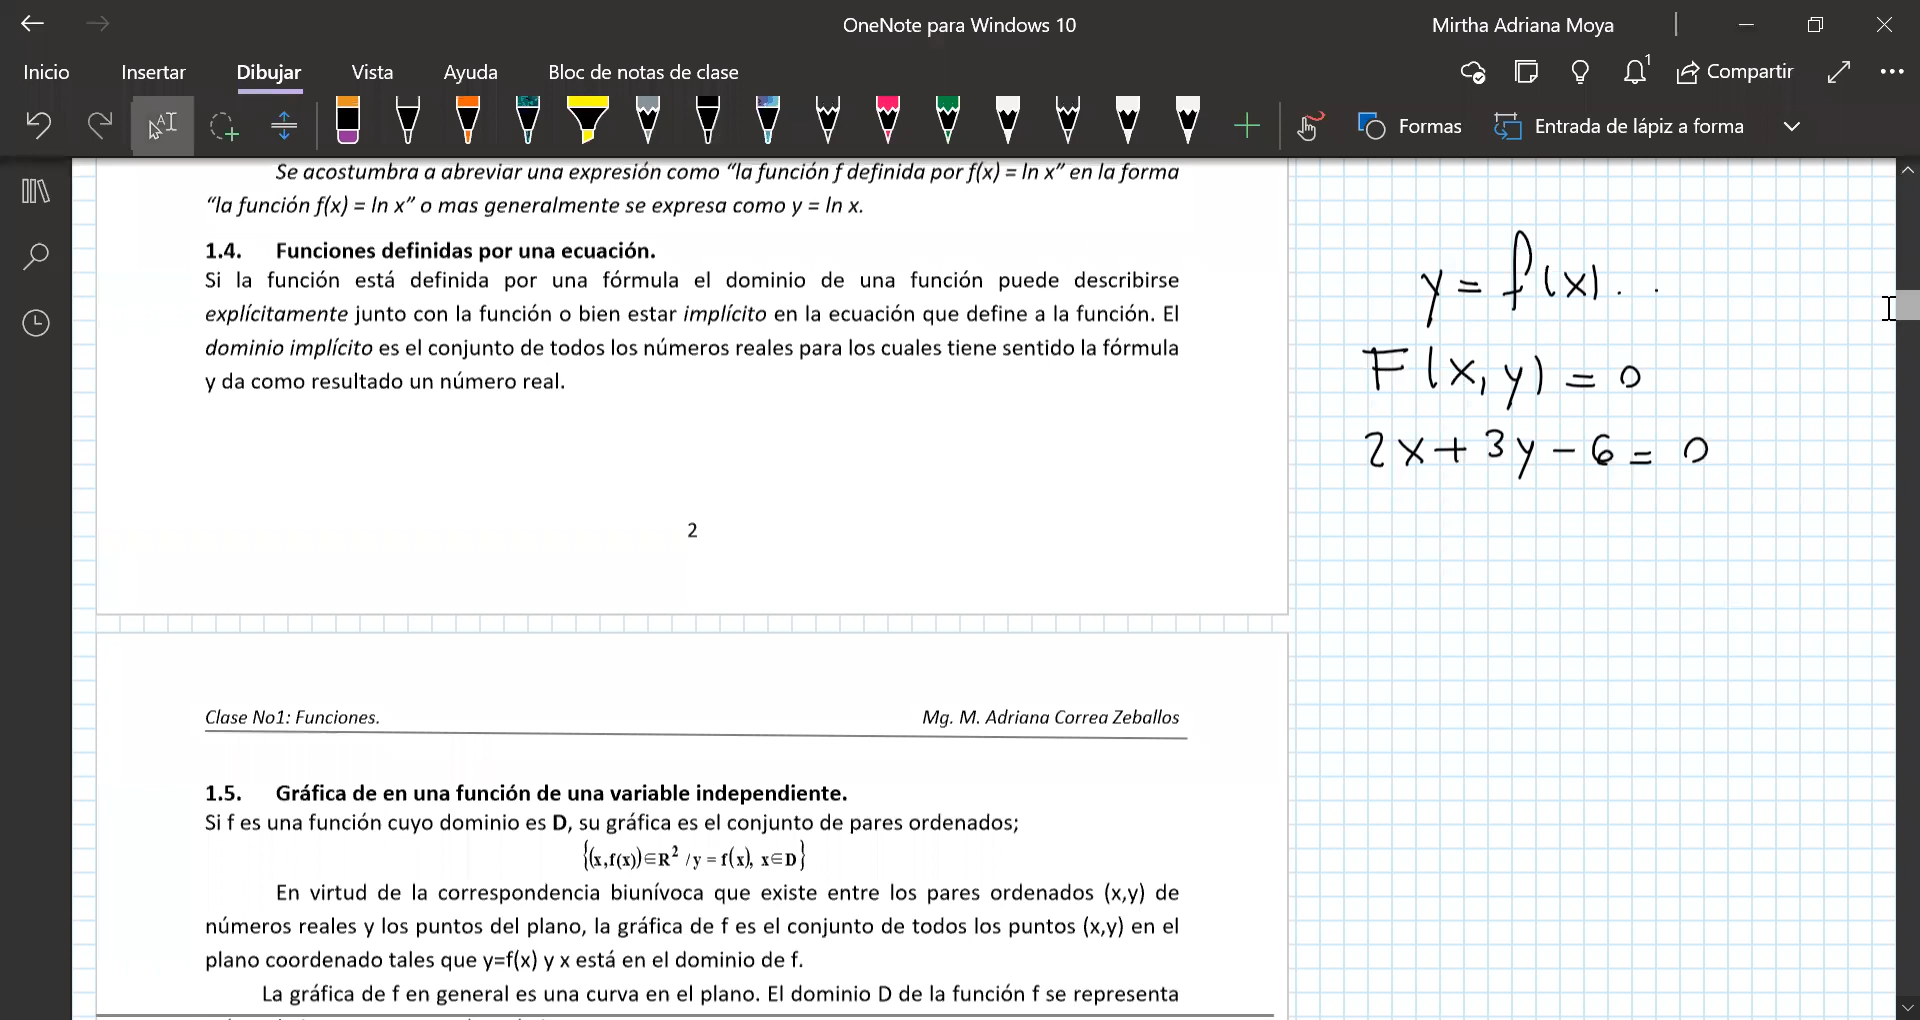 OneNote para Windows 10
Mirtha Adriana Moya
Inicio Insertar Dibujar Vista Ayuda Bloc de notas de clase
1
Compartir
Formas
Entrada de lápiz a forma
Se acostumbra a abreviar una expresión como “la función f definida por f(x) = ln x” en la forma
“la función f(x) = ln x” o mas generalmente se expresa como y = ln x.
1.4. Funciones definidas por una ecuación.
Si la función está definida por una fórmula el dominio de una función puede describirse
explícitamente junto con la función o bien estar implícito en la ecuación que define a la función. El
dominio implícito es el conjunto de todos los números reales para los cuales tiene sentido la fórmula
y da como resultado un número real.
2
y = f(x) . .
F(x, y) = 0
2x + 3y - 6 = 0
Clase No1: Funciones. Mg. M. Adriana Correa Zeballos
1.5. Gráfica de en una función de una variable independiente.
Si f es una función cuyo dominio es D, su gráfica es el conjunto de pares ordenados;
{(x,f(x))∈R² / y = f(x), x∈D}
En virtud de la correspondencia biunívoca que existe entre los pares ordenados (x,y) de
números reales y los puntos del plano, la gráfica de f es el conjunto de todos los puntos (x,y) en el
plano coordenado tales que y=f(x) y x está en el dominio de f.
La gráfica de f en general es una curva en el plano. El dominio D de la función f se representa